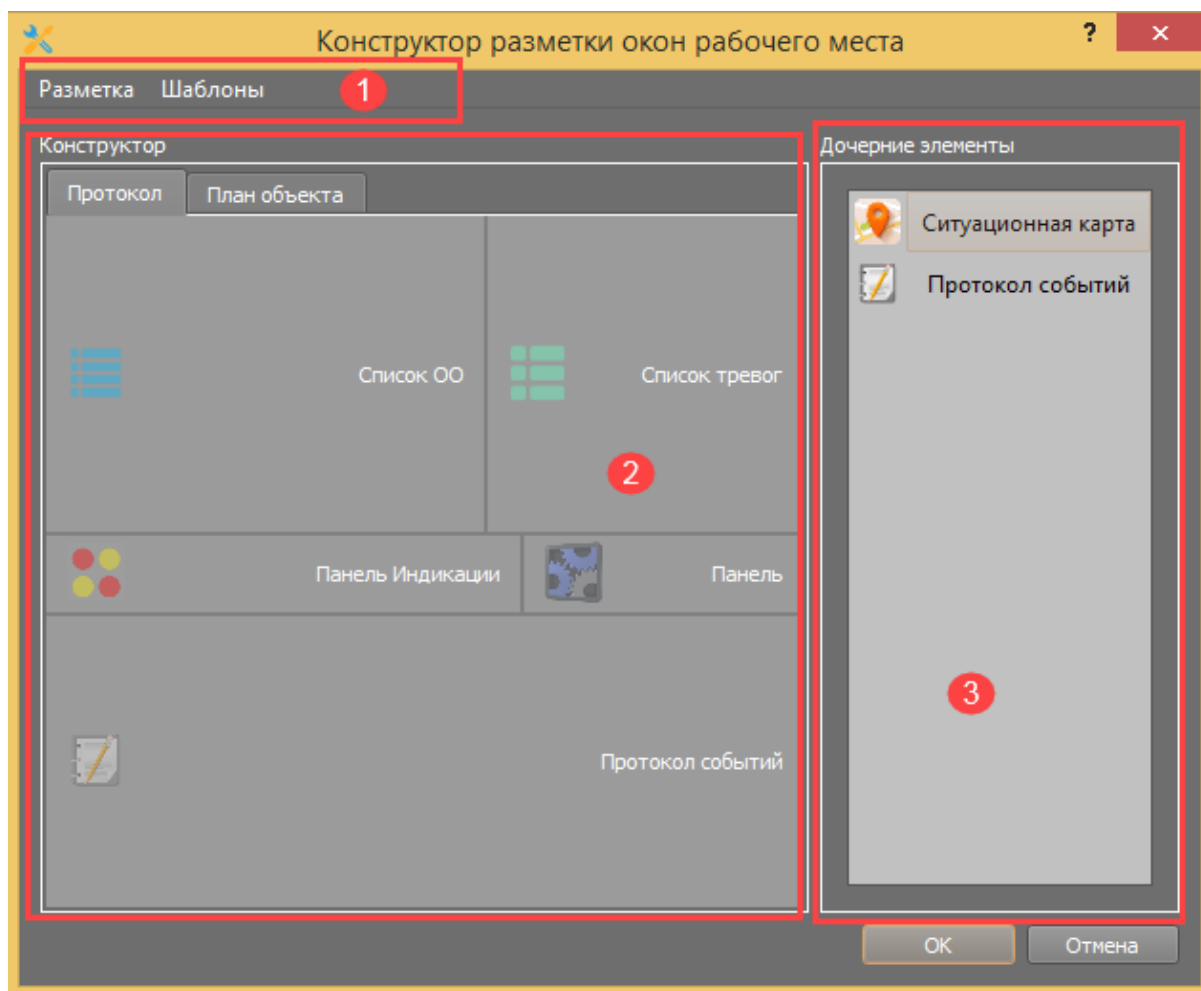 Конструктор разметки окон рабочего места ? ×
Разметка Шаблоны 1
Конструктор
Протокол План объекта
Список ОО
Список тревог
2
Панель Индикации
Панель
Протокол событий
Дочерние элементы
Ситуационная карта
Протокол событий
3
ОК Отмена